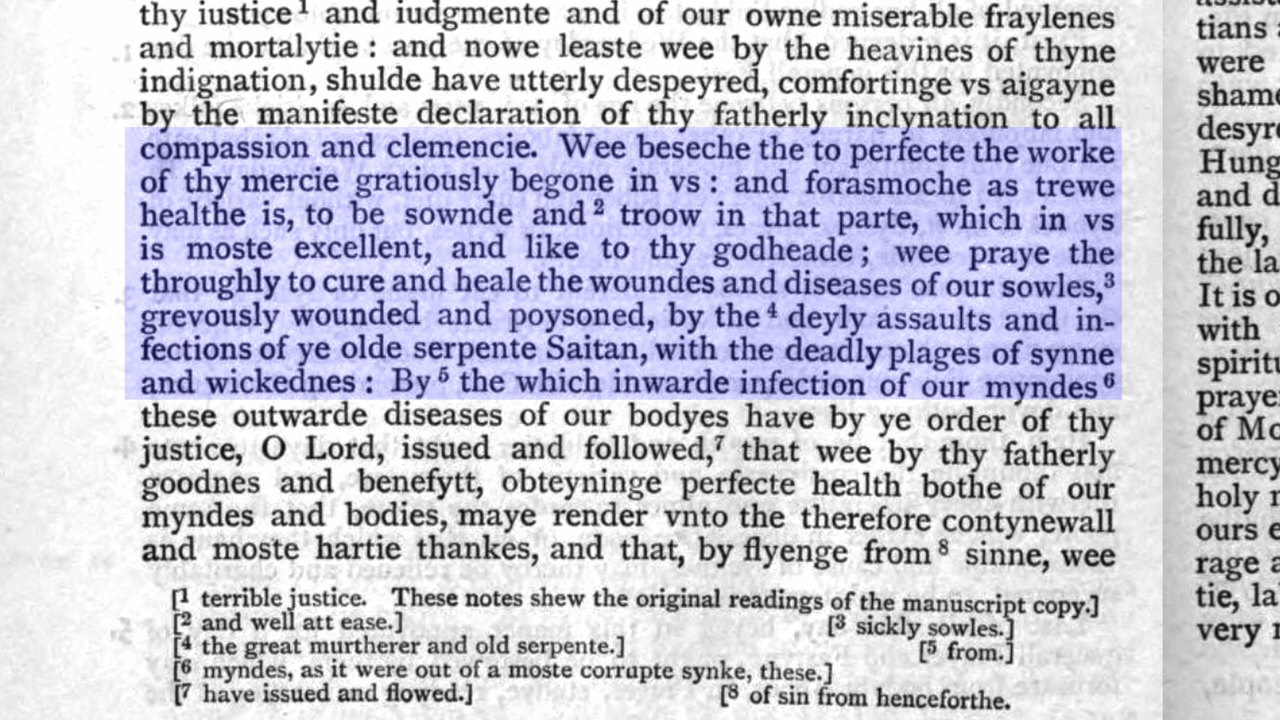 thy iustice¹ and iudgmente and of our owne miserable fraylenes
and mortalytie : and nowe leaste wee by the heavines of thyne
indignation, shulde have utterly despeyred, comfortinge vs aigayne
by the manifeste declaration of thy fatherly inclynation to all
compassion and clemencie. Wee beseche the to perfecte the worke
of thy mercie gratiously begone in vs : and forasmoche as trewe
healthe is, to be sownde and² troow in that parte, which in vs
is moste excellent, and like to thy godheade ; wee praye the
throughly to cure and heale the woundes and diseases of our sowles,³
grevously wounded and poysoned, by the⁴ deyly assaults and in-
fections of ye olde serpente Saitan, with the deadly plages of synne
and wickednes : By⁵ the which inwarde infection of our myndes⁶
these outwarde diseases of our bodyes have by ye order of thy
justice, O Lord, issued and followed,⁷ that wee by thy fatherly
goodnes and benefytt, obteyninge perfecte health bothe of our
myndes and bodies, maye render vnto the therefore contynewall
and moste hartie thankes, and that, by flyenge from⁸ sinne, wee
[¹ terrible justice. These notes shew the original readings of the manuscript copy.]
[² and well att ease.] [³ sickly sowles.]
[⁴ the great murtherer and old serpente.] [⁵ from.]
[⁶ myndes, as it were out of a moste corrupte synke, these.]
[⁷ have issued and flowed.] [⁸ of sin from henceforthe.
tians
were
shame
desyr
Hung
and d
fully,
the la
It is o
with
spiritu
praye
of Mo
mercy
holy
ours e
rage a
tie, la
very